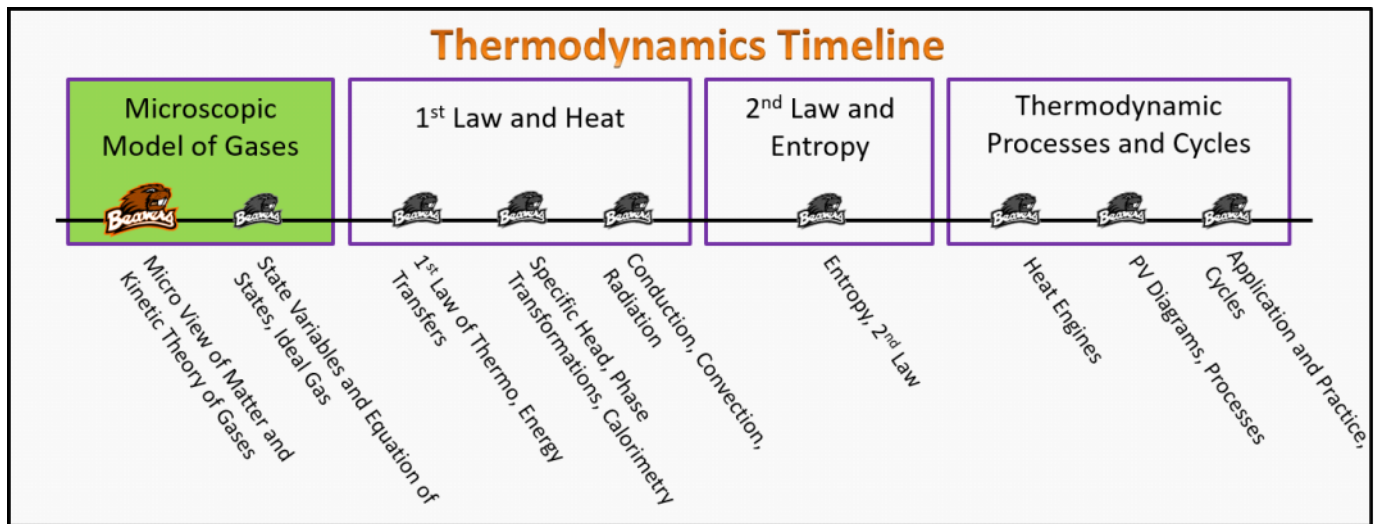 Thermodynamics Timeline
Microscopic
Model of Gases
1st Law and Heat
2nd Law and
Entropy
Thermodynamic
Processes and Cycles
Beavers
Beavers
Beavers
Beavers
Beavers
Beavers
Beavers
Beavers
Beavers
Micro View of Matter and
Kinetic Theory of Gases
State Variables and Equation of
States, Ideal Gas
1st Law of Thermo, Energy
Transfers
Specific Head, Phase
Transformations, Calorimetry
Conduction, Convection,
Radiation
Entropy, 2nd Law
Heat Engines
PV Diagrams, Processes
Application and Practice,
Cycles